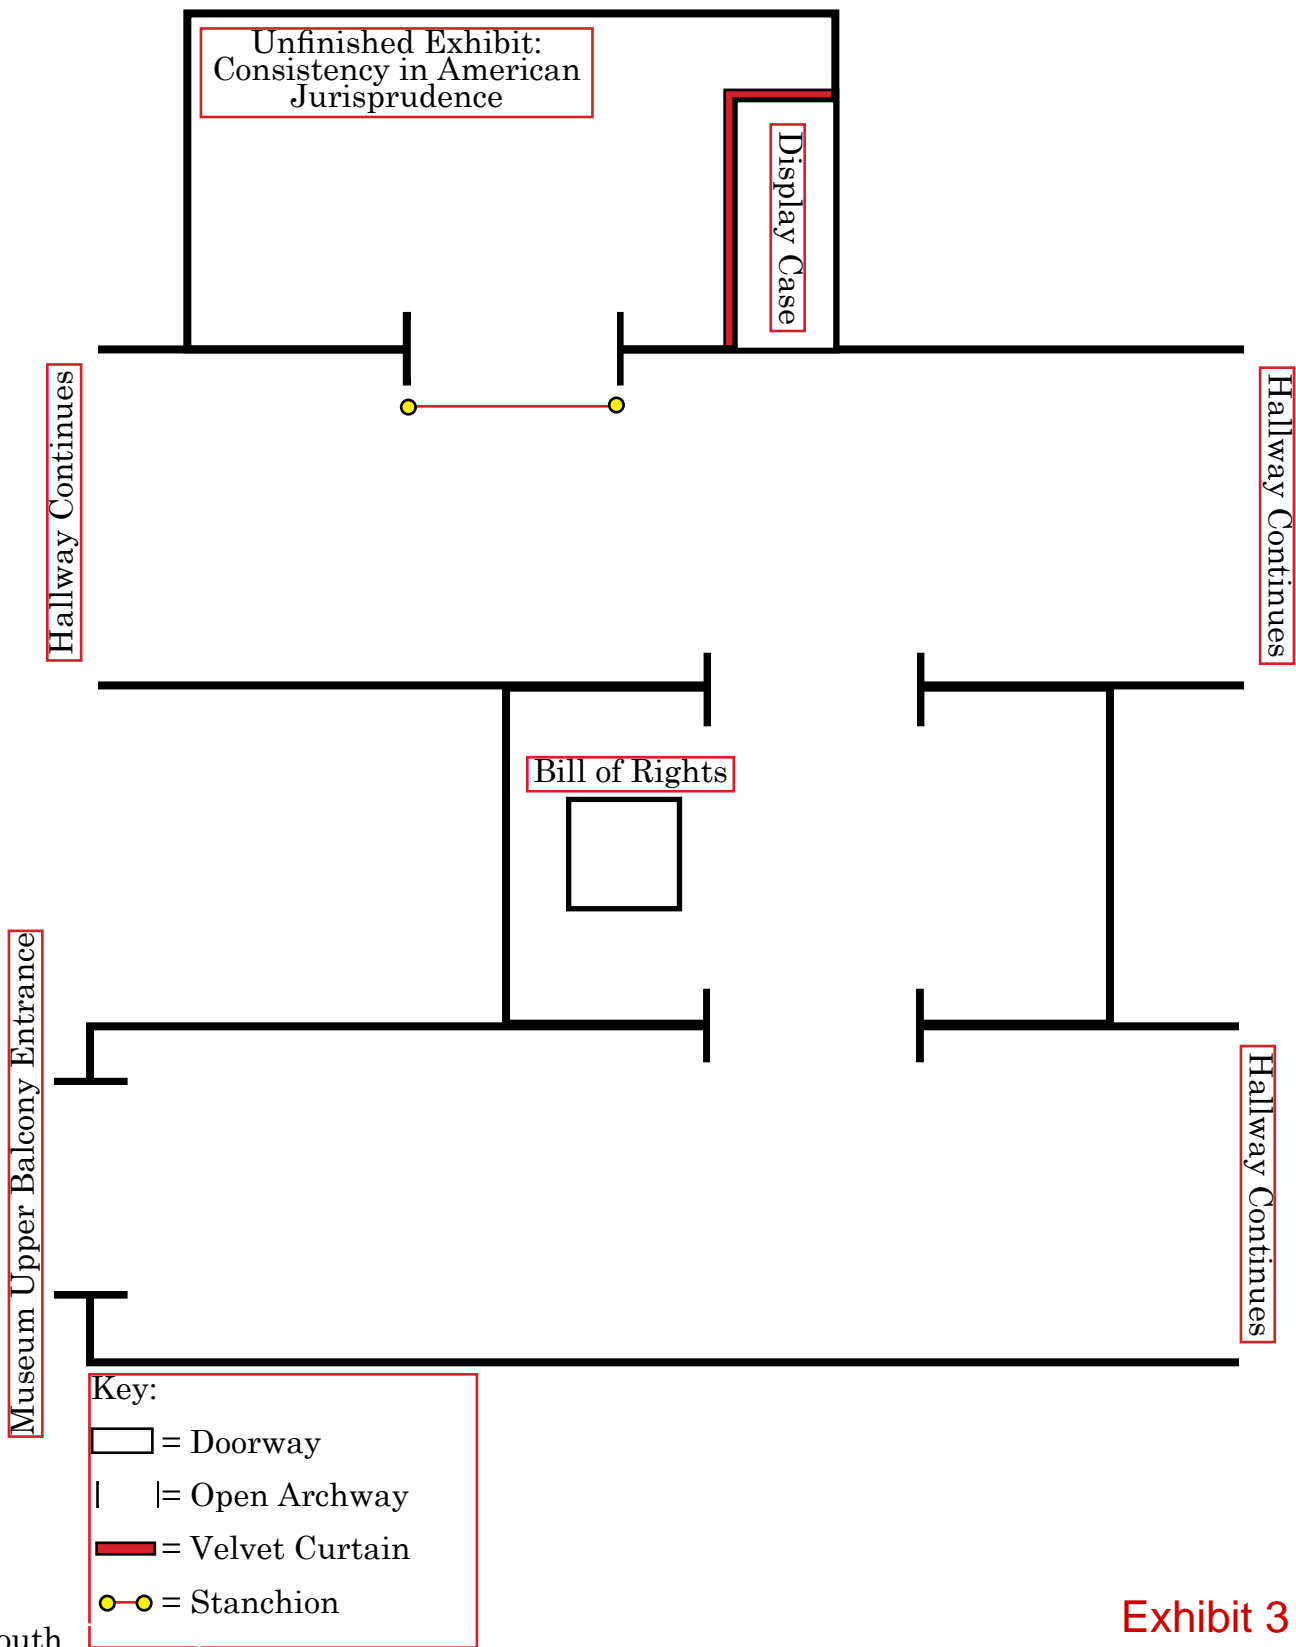 Unfinished Exhibit:
Consistency in American
Jurisprudence
Display Case
Hallway Continues
Hallway Continues
Bill of Rights
Museum Upper Balcony Entrance
Hallway Continues
Key:
= Doorway
= Open Archway
= Velvet Curtain
= Stanchion
Exhibit 3